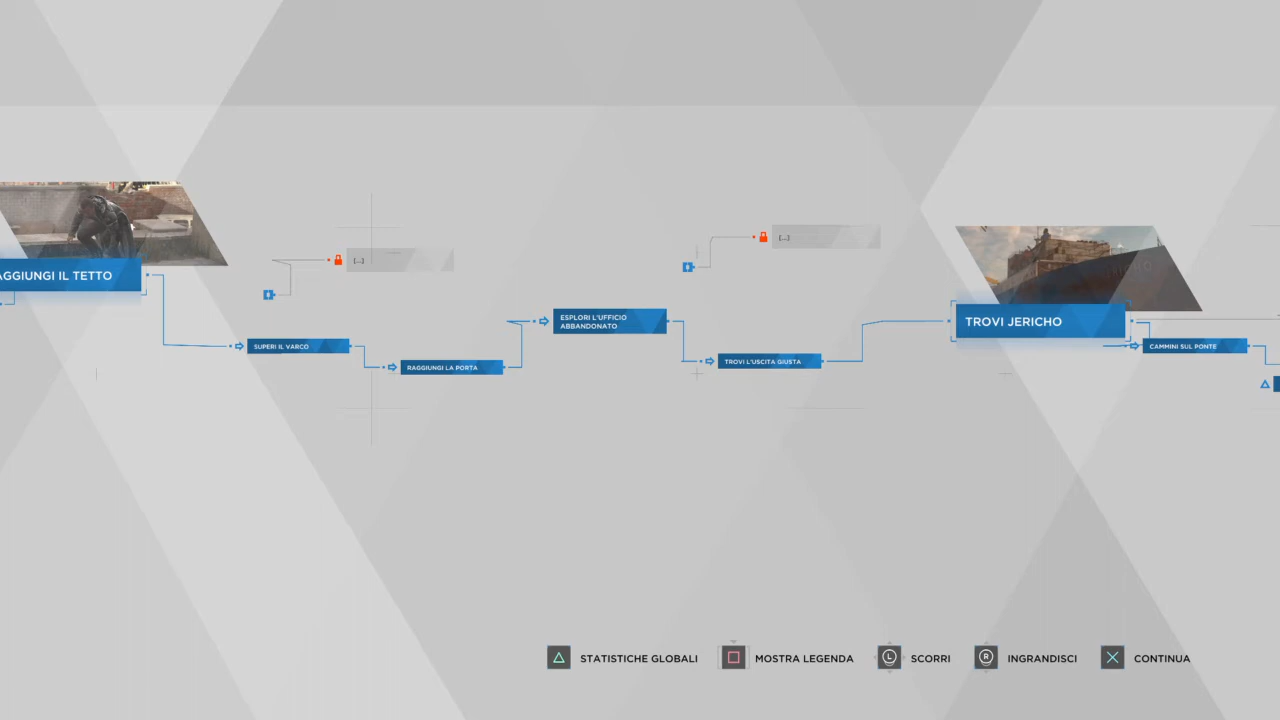 AGGIUNGI IL TETTO
[...]
SUPERI IL VARCO
RAGGIUNGI LA PORTA
ESPLORI L'UFFICIO
ABBANDONATO
[...]
TROVI L'USCITA GIUSTA
TROVI JERICHO
CAMMINI SUL PONTE
STATISTICHE GLOBALI
MOSTRA LEGENDA
L
SCORRI
R
INGRANDISCI
CONTINUA